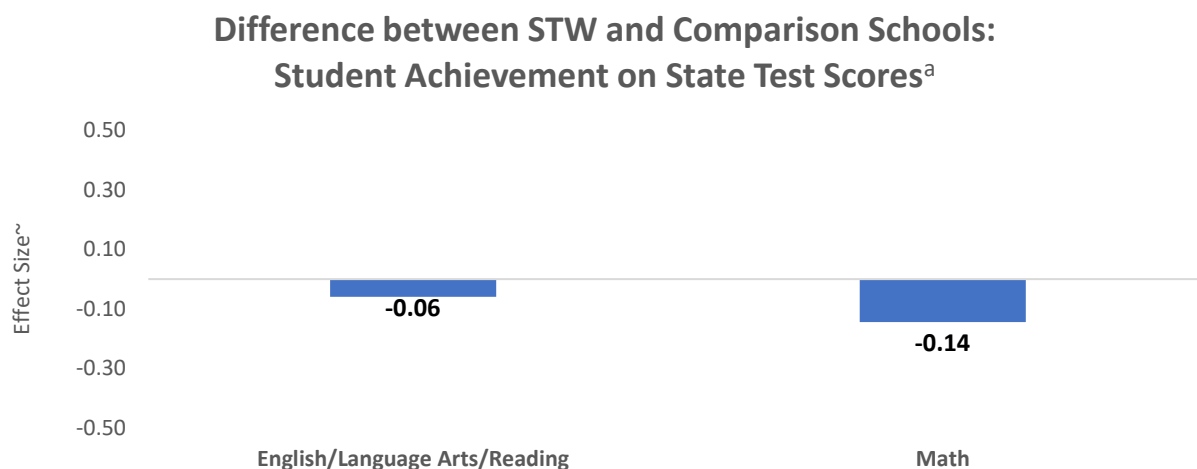 Difference between STW and Comparison Schools:
Student Achievement on State Test Scoresª
0.50
0.30
0.10
-0.10
-0.30
-0.50
Effect Size~
-0.06
-0.14
English/Language Arts/Reading
Math